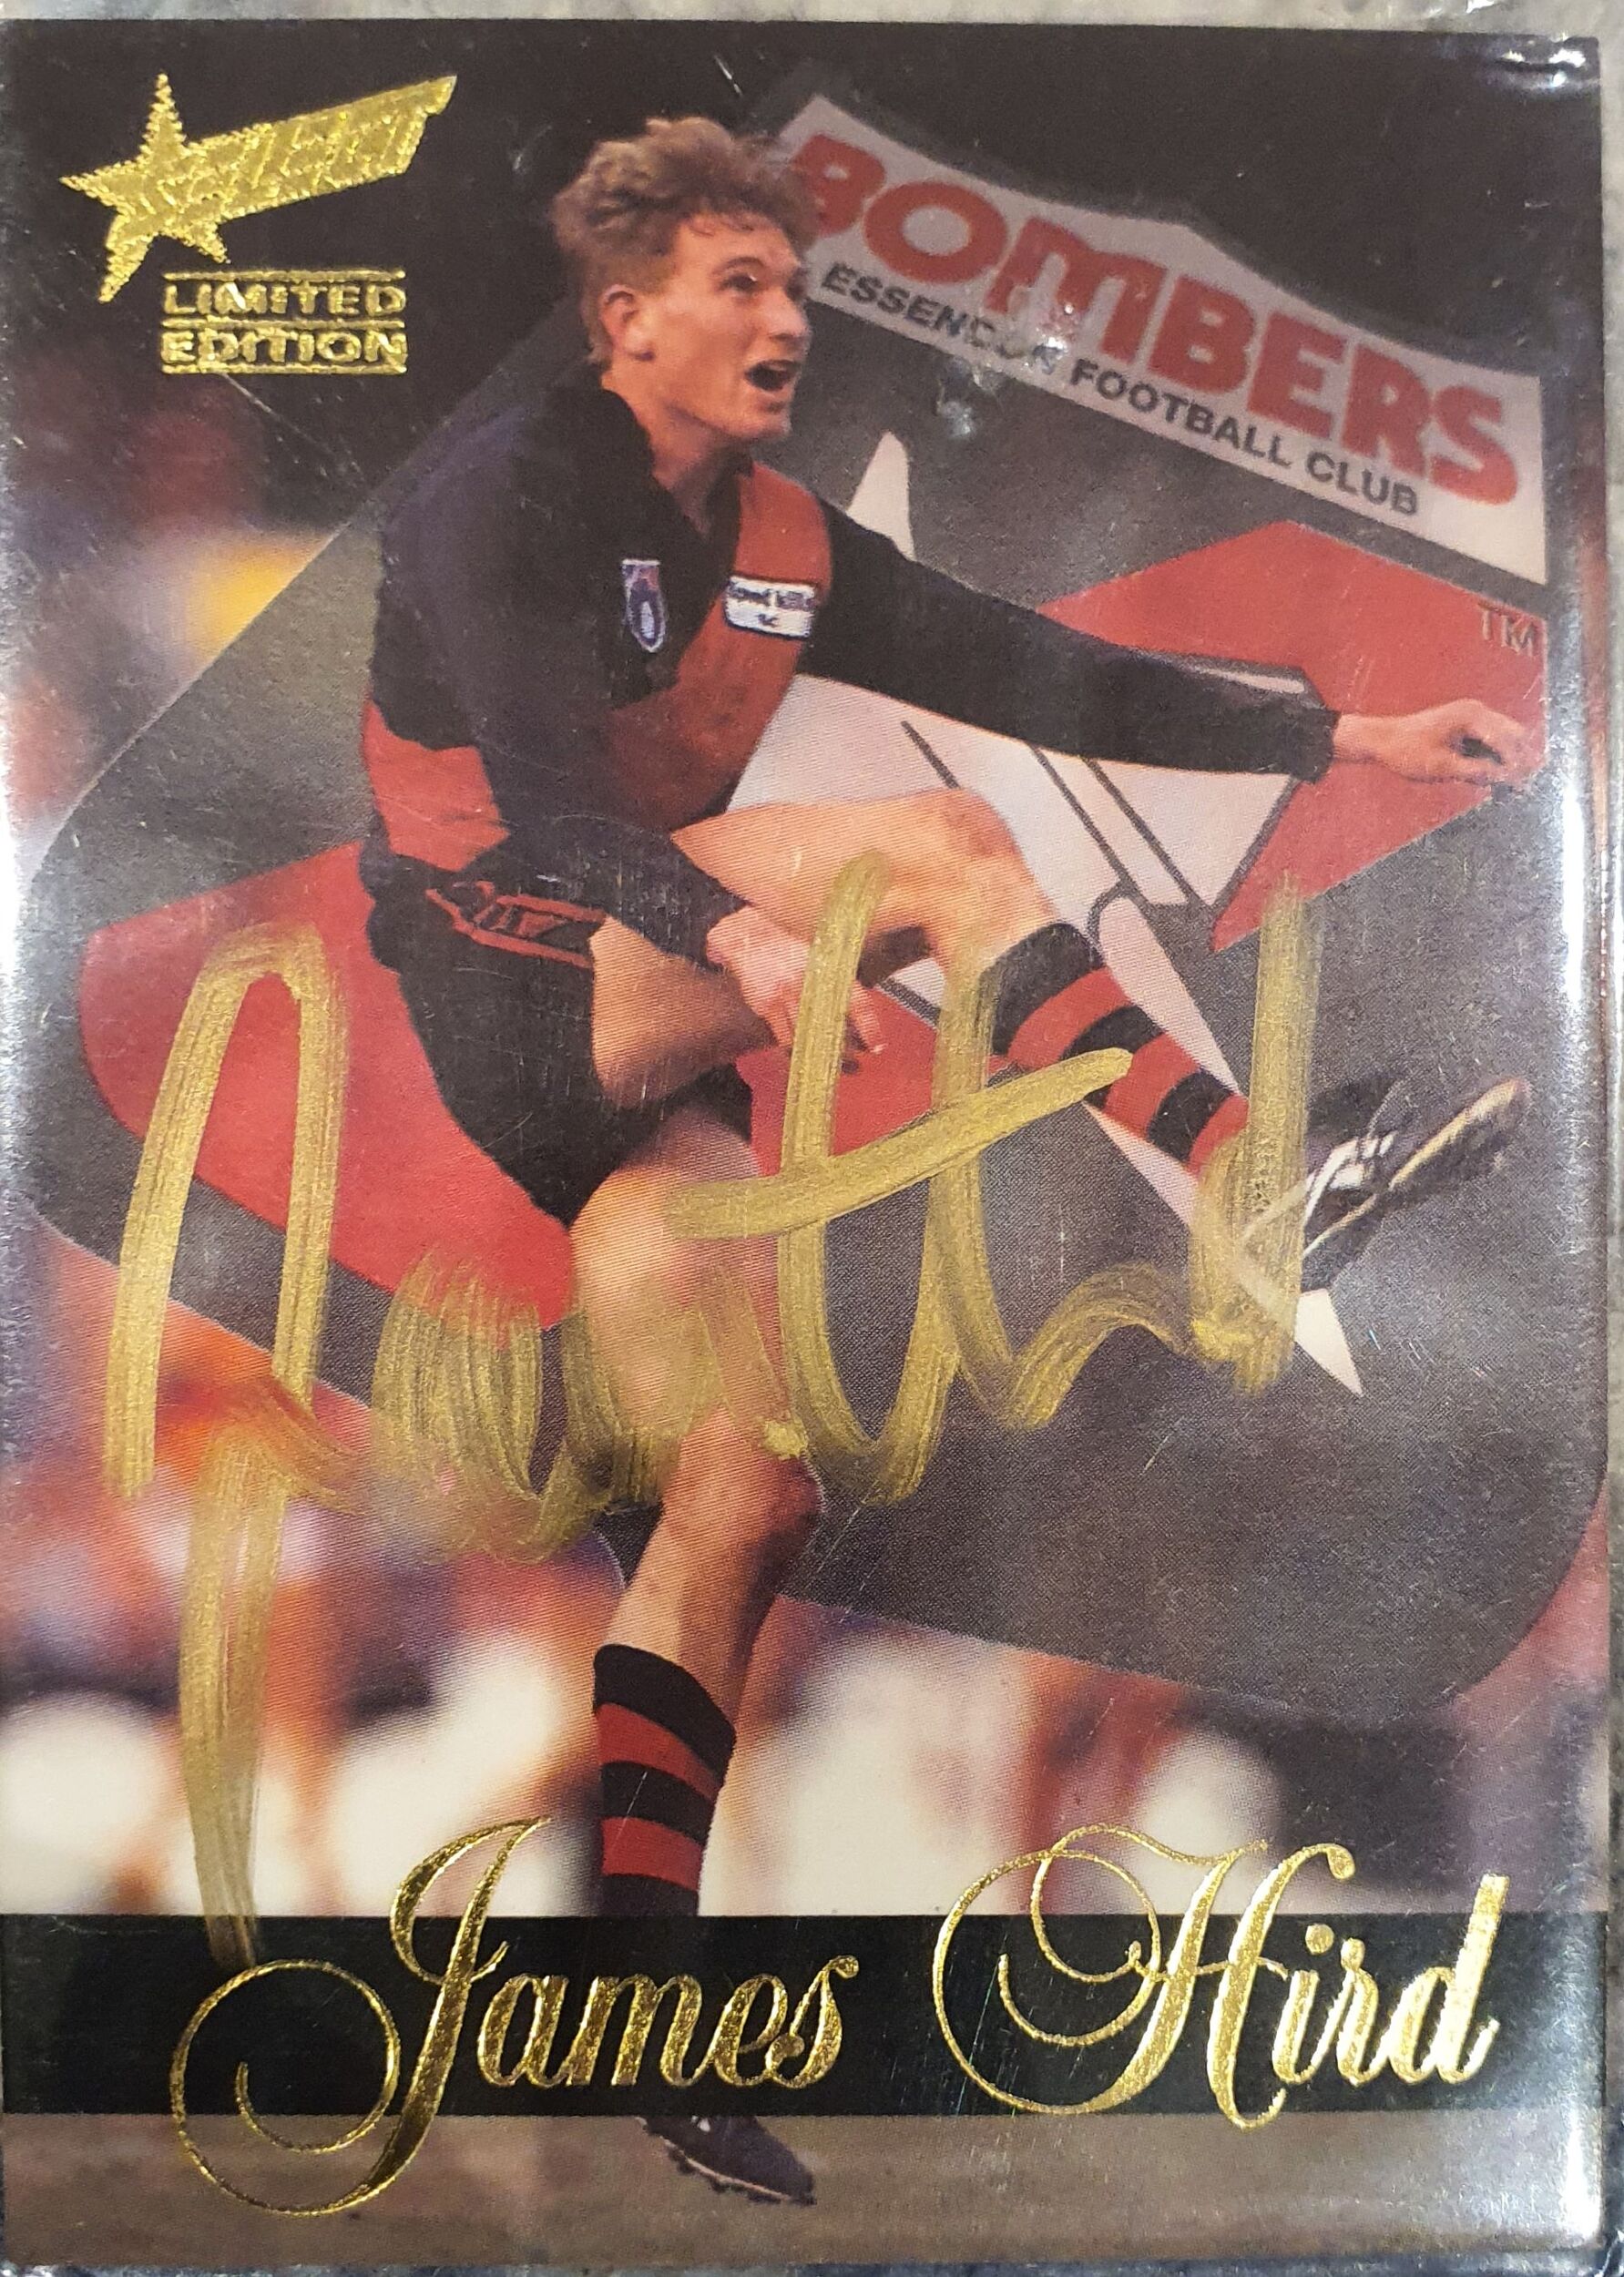 SELECT
LIMITED
EDITION
BOMBERS
ESSENDON FOOTBALL CLUB
TM
James Hird